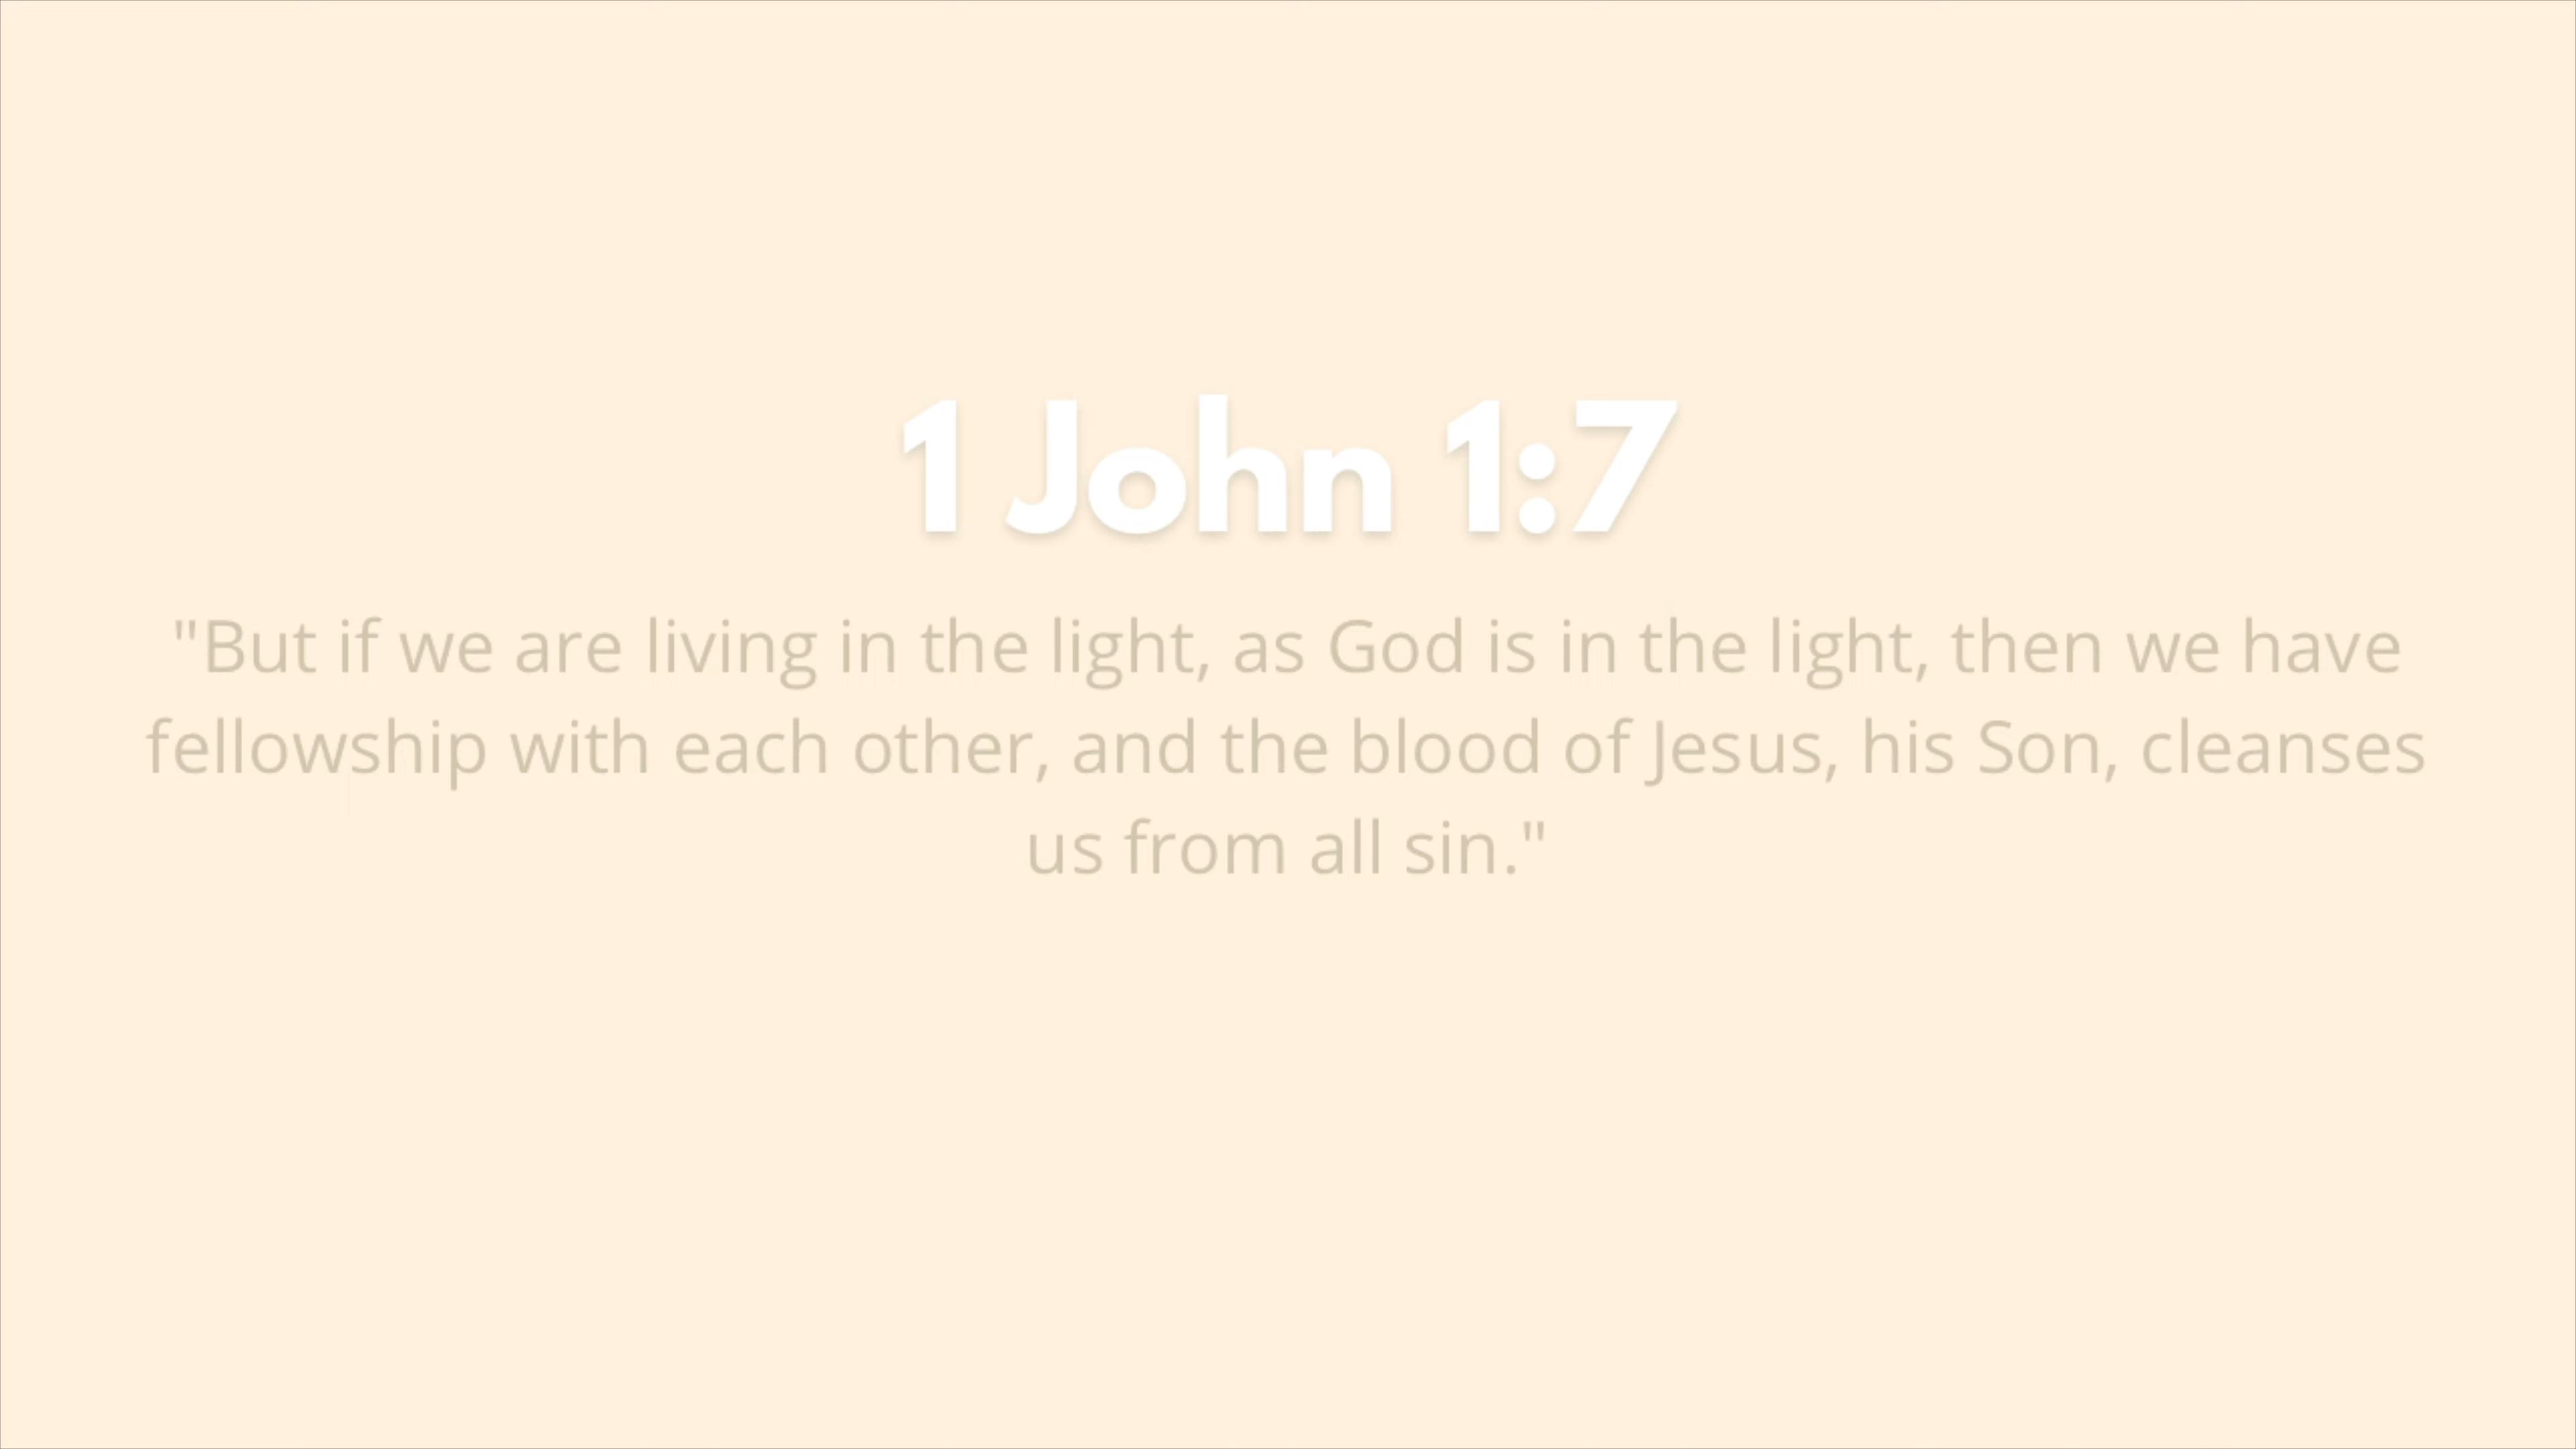 1 John 1:7
"But if we are living in the light, as God is in the light, then we have
fellowship with each other, and the blood of Jesus, his Son, cleanses
us from all sin."